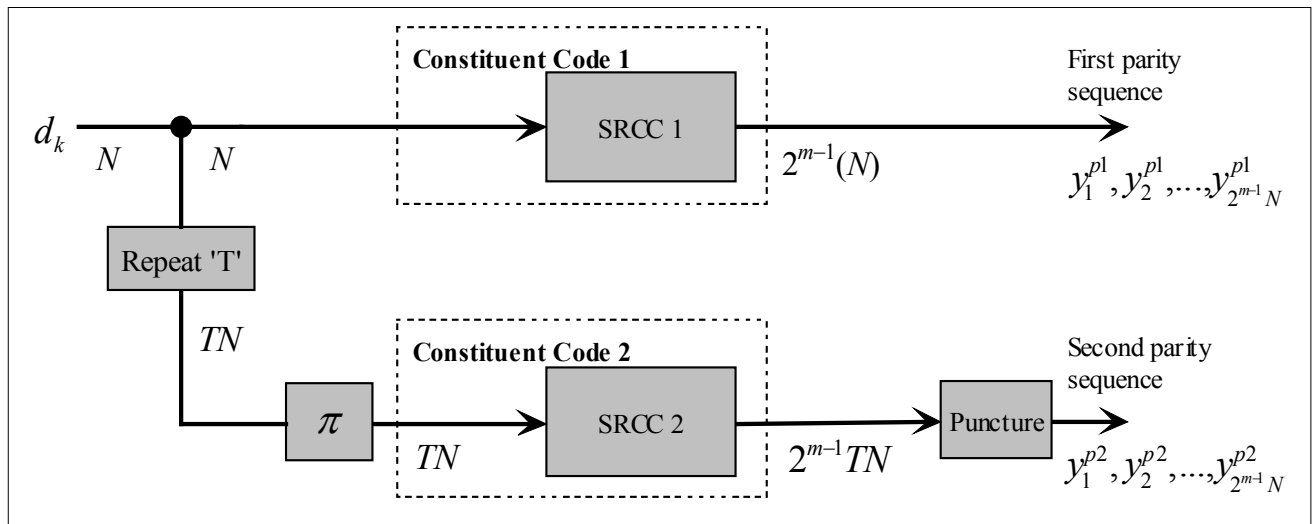 Constituent Code 1
First parity
sequence
d_k
N
N
SRCC 1
2^{m-1}(N)
y_1^{p1}, y_2^{p1},...,y_{2^{m-1}N}^{p1}
Repeat 'T'
TN
Constituent Code 2
Second parity
sequence
π
TN
SRCC 2
2^{m-1}TN
Puncture
y_1^{p2}, y_2^{p2},...,y_{2^{m-1}N}^{p2}